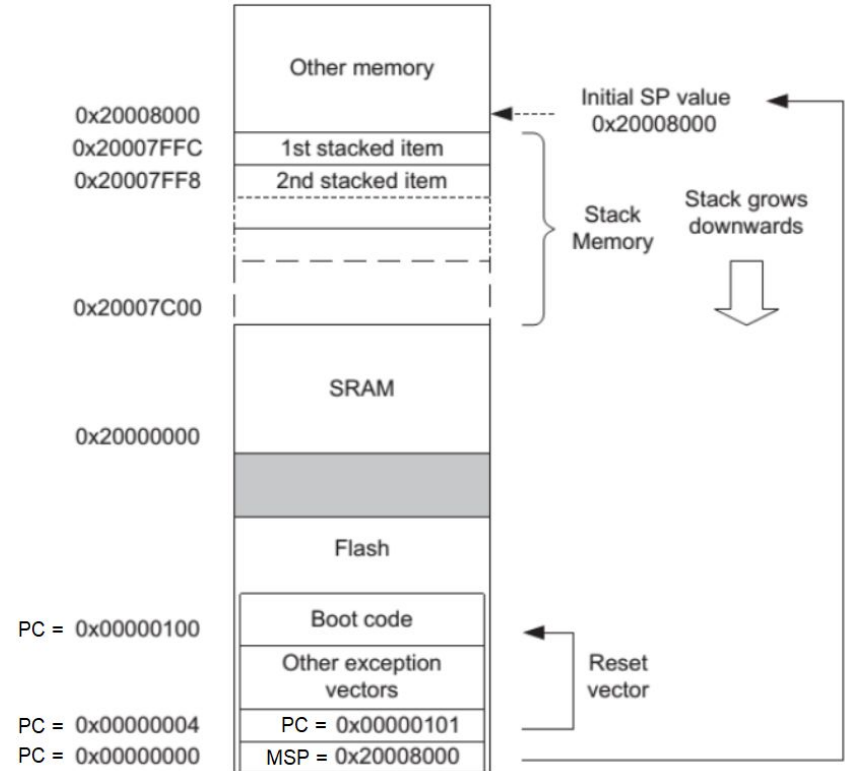 Other memory
Initial SP value
0x20008000
0x20008000
0x20007FFC
1st stacked item
0x20007FF8
2nd stacked item
Stack
Memory
Stack grows
downwards
0x20007C00
SRAM
0x20000000
Flash
PC = 0x00000100
Boot code
Other exception
vectors
Reset
vector
PC = 0x00000004
PC = 0x00000101
PC = 0x00000000
MSP = 0x20008000